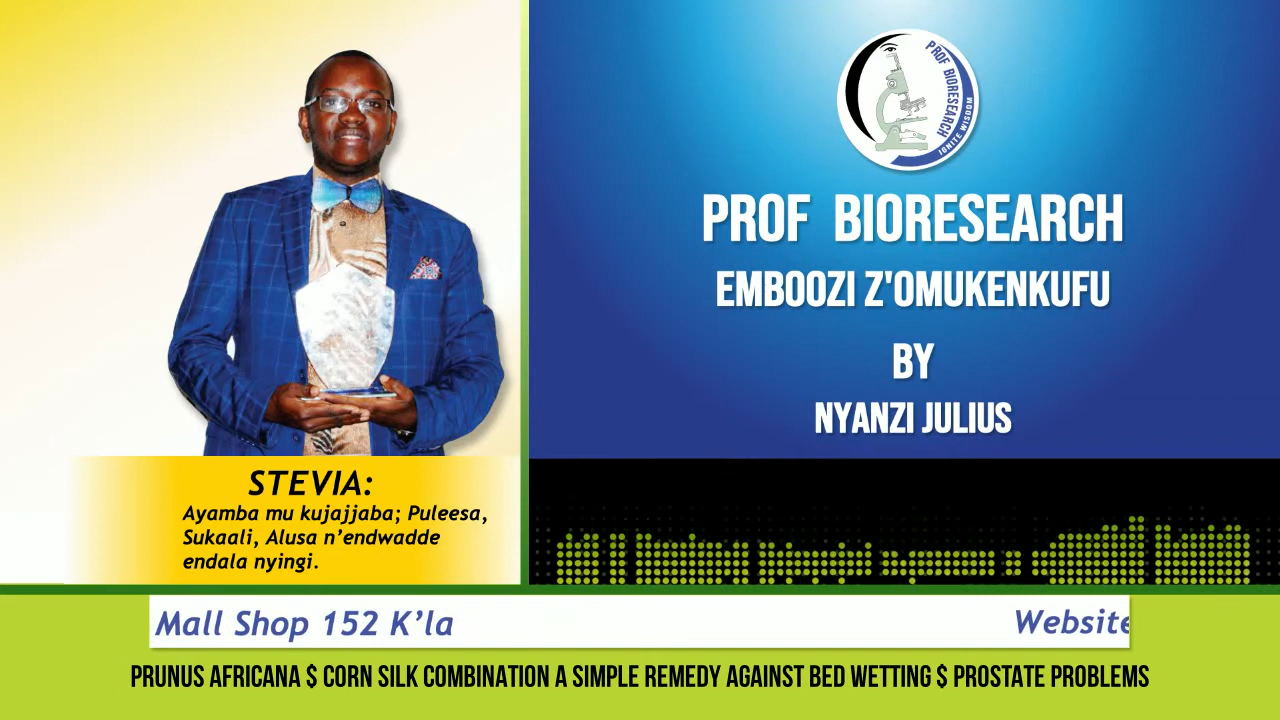 STEVIA:
Ayamba mu kujajjaba; Puleesa,
Sukaali, Alusa n'endwadde
endala nyingi.
PROF BIORESEARCH
IGNITE WISDOM
PROF BIORESEARCH
EMBOOZI Z'OMUKENKUFU
BY
NYANZI JULIUS
Mall Shop 152 K'la
Website
PRUNUS AFRICANA $ CORN SILK COMBINATION A SIMPLE REMEDY AGAINST BED WETTING $ PROSTATE PROBLEMS